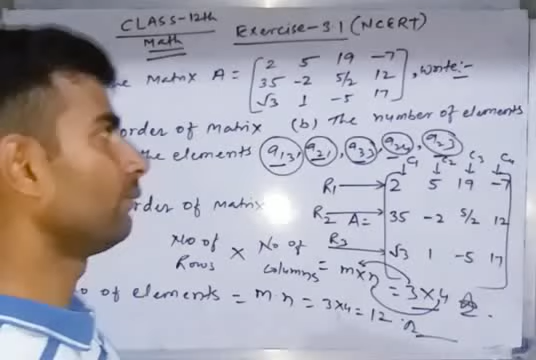 CLASS-12th Exercise-3.1 (NCERT)
Math
Matrix A = [2 5 19 -7
35 -2 5/2 12
√3 1 -5 17], write:-
order of matrix (b) The number of elements
the elements a₁₃, a₂₁, a₃₃, a₂₄, a₂₃
C₁ C₂ C₃ C₄
R₁ → 2 5 19 -7
order of matrix
R₂ → A = 35 -2 5/2 12
R₃ → √3 1 -5 17
No of Rows × No of columns = m×n = 3×4
of elements = m.n = 3×4 = 12